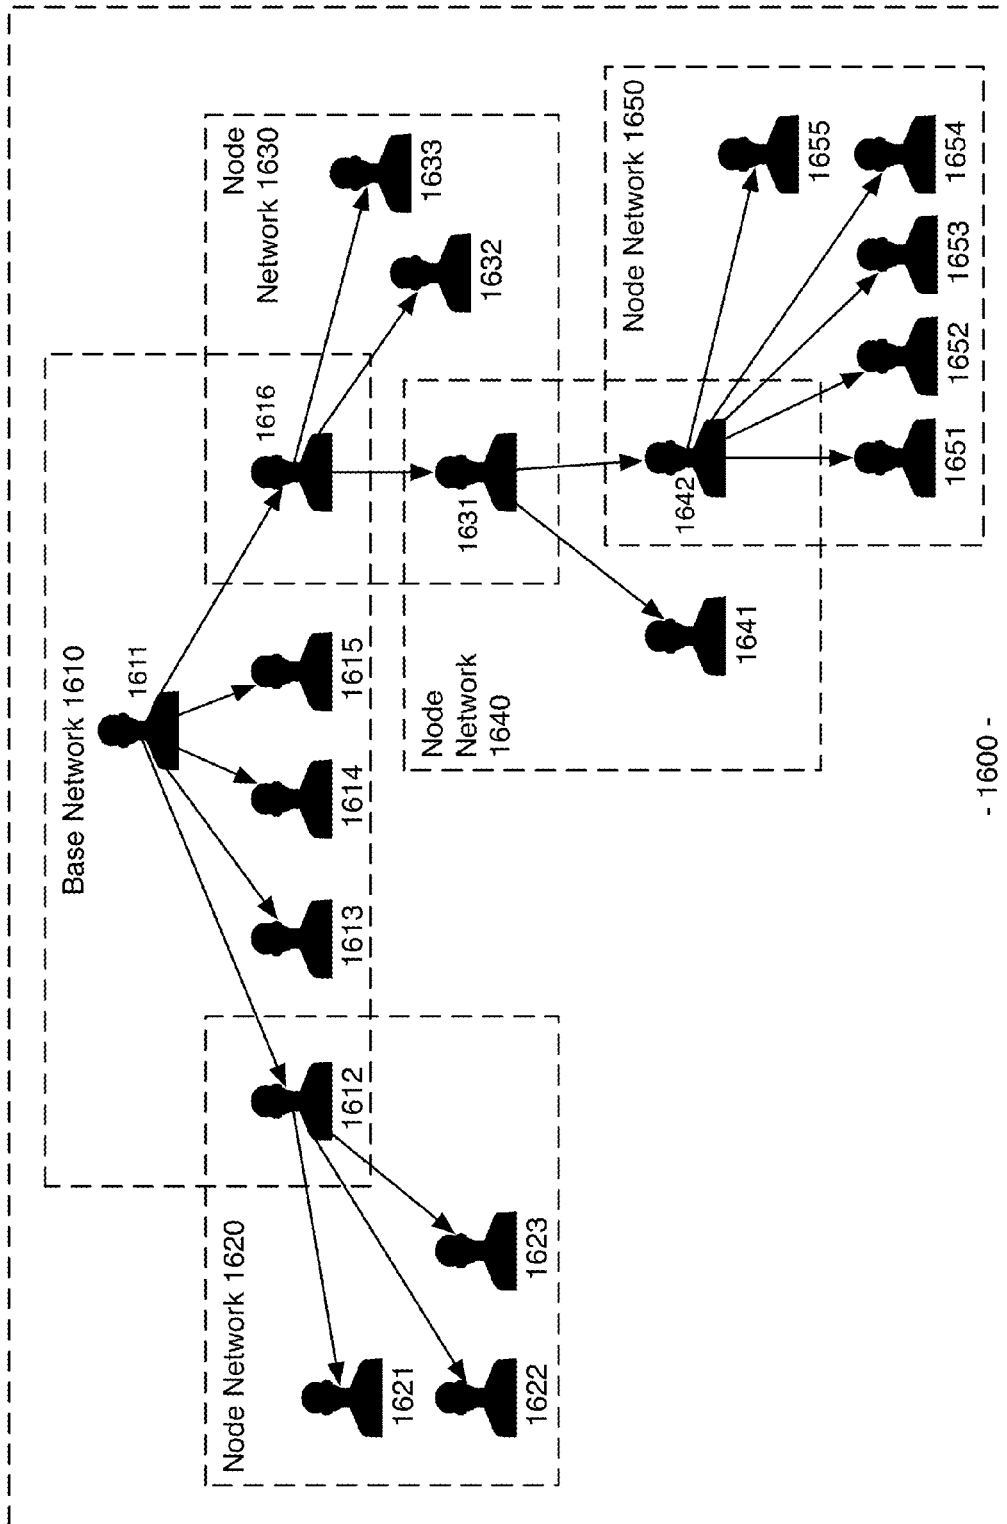 Base Network 1610
1611
1612
1613
1614
1615
1616
Node Network 1620
1621
1622
1623
Node
Network 1630
1631
1632
1633
Node
Network
1640
1641
1642
Node Network 1650
1651
1652
1653
1654
1655
- 1600 -